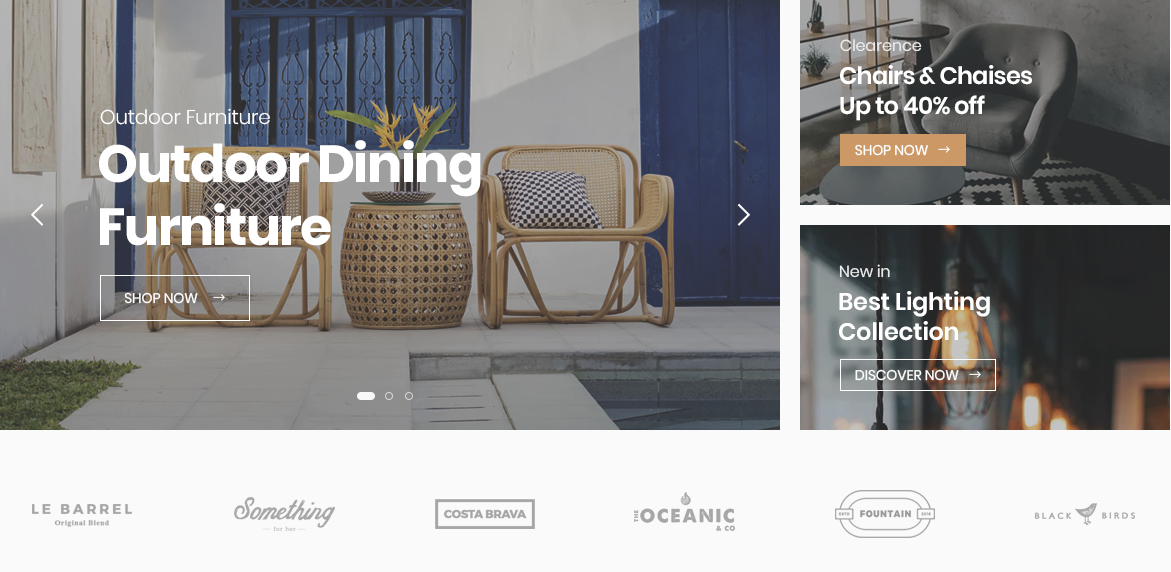 Outdoor Furniture
Outdoor Dining
Furniture
SHOP NOW →
Clearence
Chairs & Chaises
Up to 40% off
SHOP NOW →
New in
Best Lighting
Collection
DISCOVER NOW →
LE BARREL
Original Blend
Something
for her
COSTA BRAVA
THE OCEANIC
& CO
FOUNTAIN
BLACK BIRDS